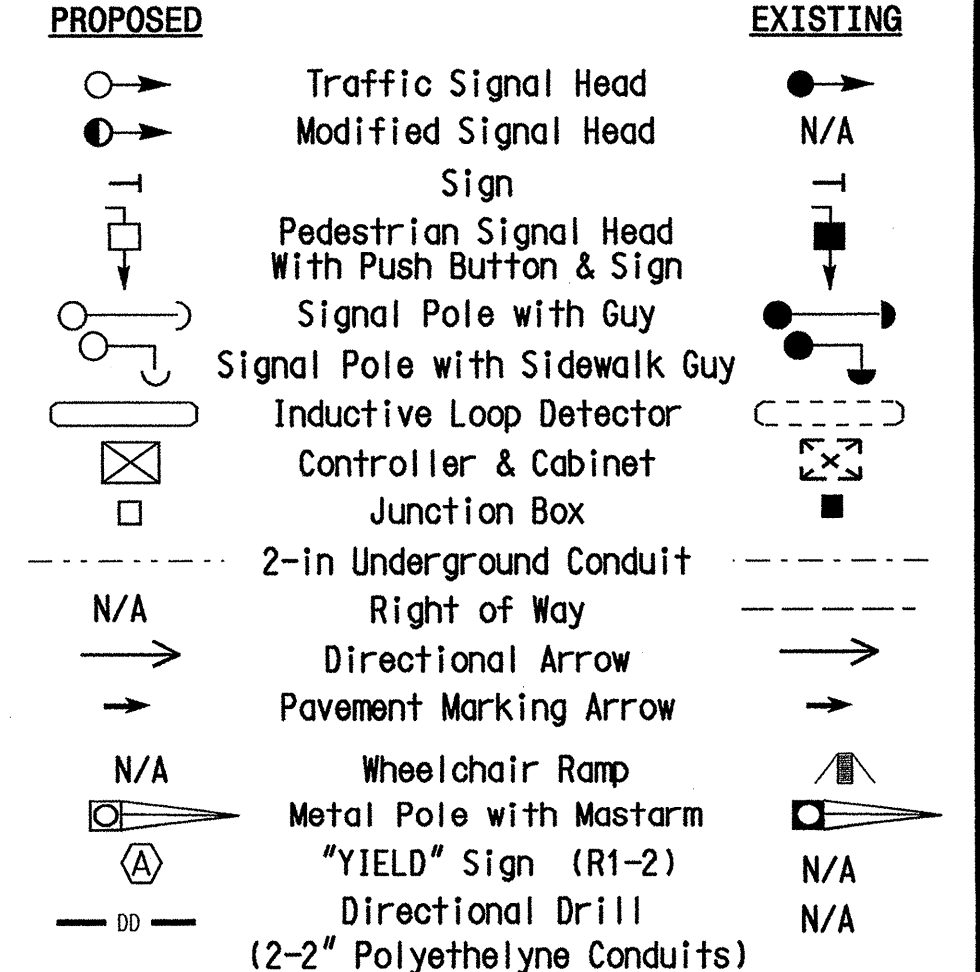 PROPOSED EXISTING
Traffic Signal Head
Modified Signal Head N/A
Sign
Pedestrian Signal Head
With Push Button & Sign
Signal Pole with Guy
Signal Pole with Sidewalk Guy
Inductive Loop Detector
Controller & Cabinet
Junction Box
2-in Underground Conduit
N/A Right of Way
Directional Arrow
Pavement Marking Arrow
N/A Wheelchair Ramp
Metal Pole with Mastarm
A "YIELD" Sign (R1-2) N/A
DD Directional Drill N/A
(2-2" Polyethelyne Conduits)